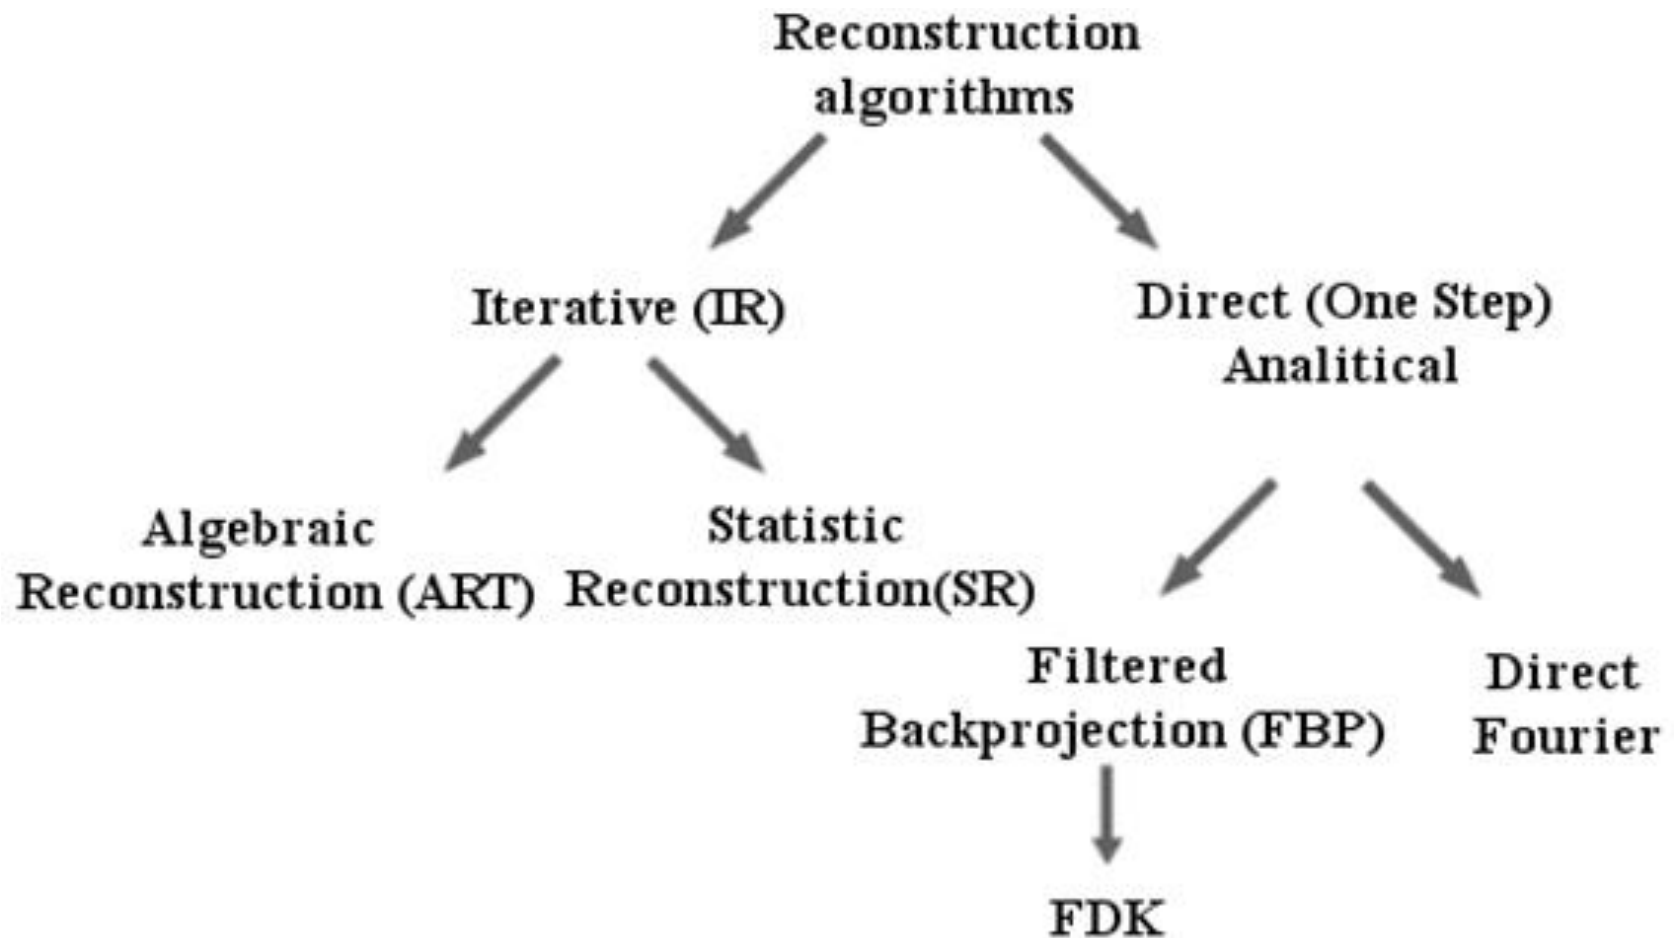 Reconstruction
algorithms
Iterative (IR)
Direct (One Step)
Analitical
Algebraic
Reconstruction (ART)
Statistic
Reconstruction(SR)
Filtered
Backprojection (FBP)
Direct
Fourier
FDK